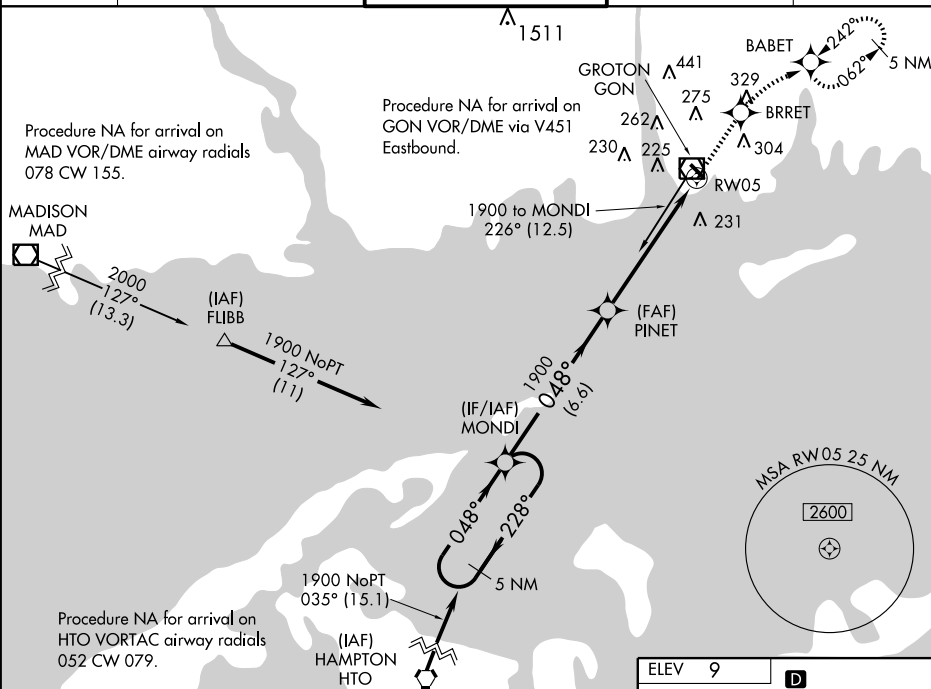 1511
BABET
242°
062°
5 NM
GROTON
GON
441
329
275
BRRET
262
304
230
225
RW05
231
Procedure NA for arrival on
GON VOR/DME via V451
Eastbound.
Procedure NA for arrival on
MAD VOR/DME airway radials
078 CW 155.
1900 to MONDI
226° (12.5)
MADISON
MAD
2000
127°
(13.3)
(IAF)
FLIBB
1900 NoPT
127°
(11)
(FAF)
PINET
1900
048°
(6.6)
(IF/IAF)
MONDI
048°
228°
5 NM
MSA RW05 25 NM
2600
1900 NoPT
035° (15.1)
Procedure NA for arrival on
HTO VORTAC airway radials
052 CW 079.
(IAF)
HAMPTON
HTO
ELEV 9
D